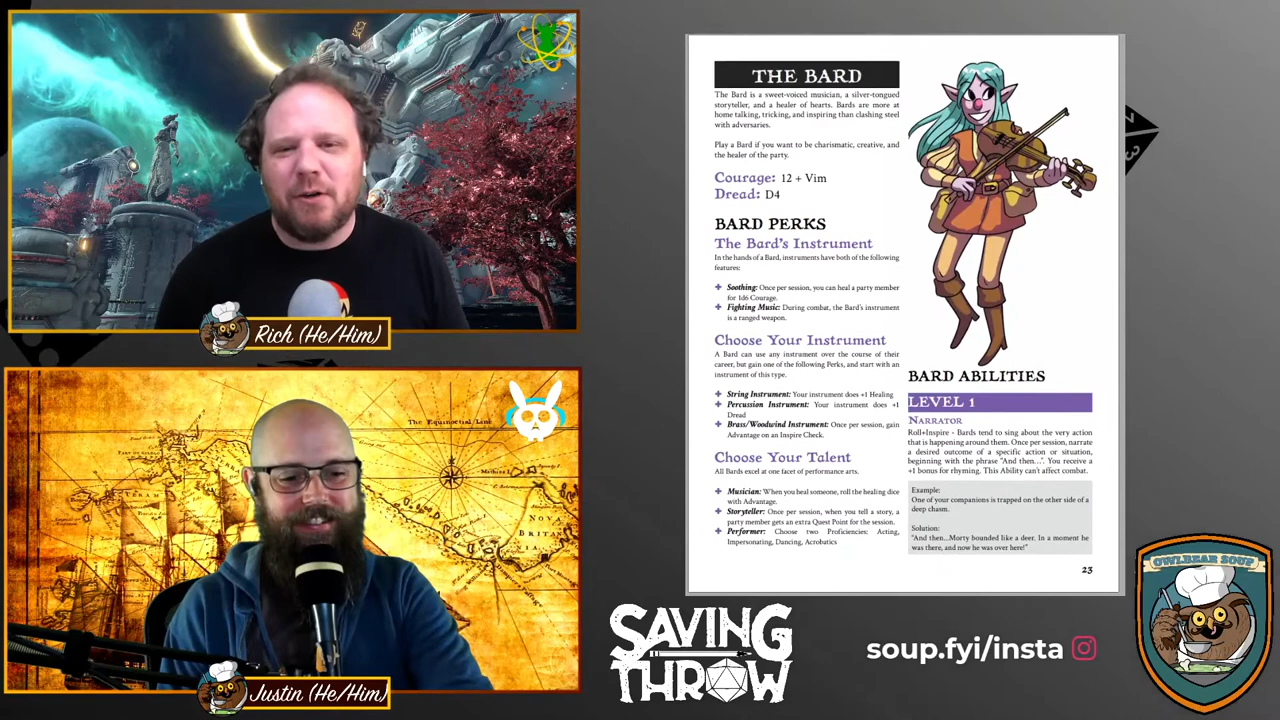 Rich (He/Him)
The Equinoctial Line
Justin (He/Him)
THE BARD
The Bard is a sweet-voiced musician, a silver-tongued
storyteller, and a healer of hearts. Bards are more at
home talking, tricking, and inspiring than clashing steel
with adversaries.
Play a Bard if you want to be charismatic, creative, and
the healer of the party.
Courage: 12 + Vim
Dread: D4
BARD PERKS
The Bard's Instrument
In the hands of a Bard, instruments have both of the following
features:
Soothing: Once per session, you can heal a party member
for 1d6 Courage.
Fighting Music: During combat, the Bard's instrument
is a ranged weapon.
Choose Your Instrument
A Bard can use any instrument over the course of their
career, but gain one of the following Perks, and start with an
instrument of this type.
String Instrument: Your instrument does +1 Healing
Percussion Instrument: Your instrument does +1
Dread
Brass/Woodwind Instrument: Once per session, gain
Advantage on an Inspire Check.
Choose Your Talent
All Bards excel at one facet of performance arts.
Musician: When you heal someone, roll the healing dice
with Advantage.
Storyteller: Once per session, when you tell a story, a
party member gets an extra Quest Point for the session.
Performer: Choose two Proficiencies: Acting,
Impersonating, Dancing, Acrobatics
BARD ABILITIES
LEVEL 1
NARRATOR
Roll+Inspire - Bards tend to sing about the very action
that is happening around them. Once per session, narrate
a desired outcome of a specific action or situation,
beginning with the phrase "And then...". You receive a
+1 bonus for rhyming. This Ability can't affect combat.
Example:
One of your companions is trapped on the other side of a
deep chasm.
Solution:
"And then...Morty bounded like a deer. In a moment he
was there, and now he was over here!"
23
SAVING
THROW
soup.fyi/insta
OWLBEAR SOUP